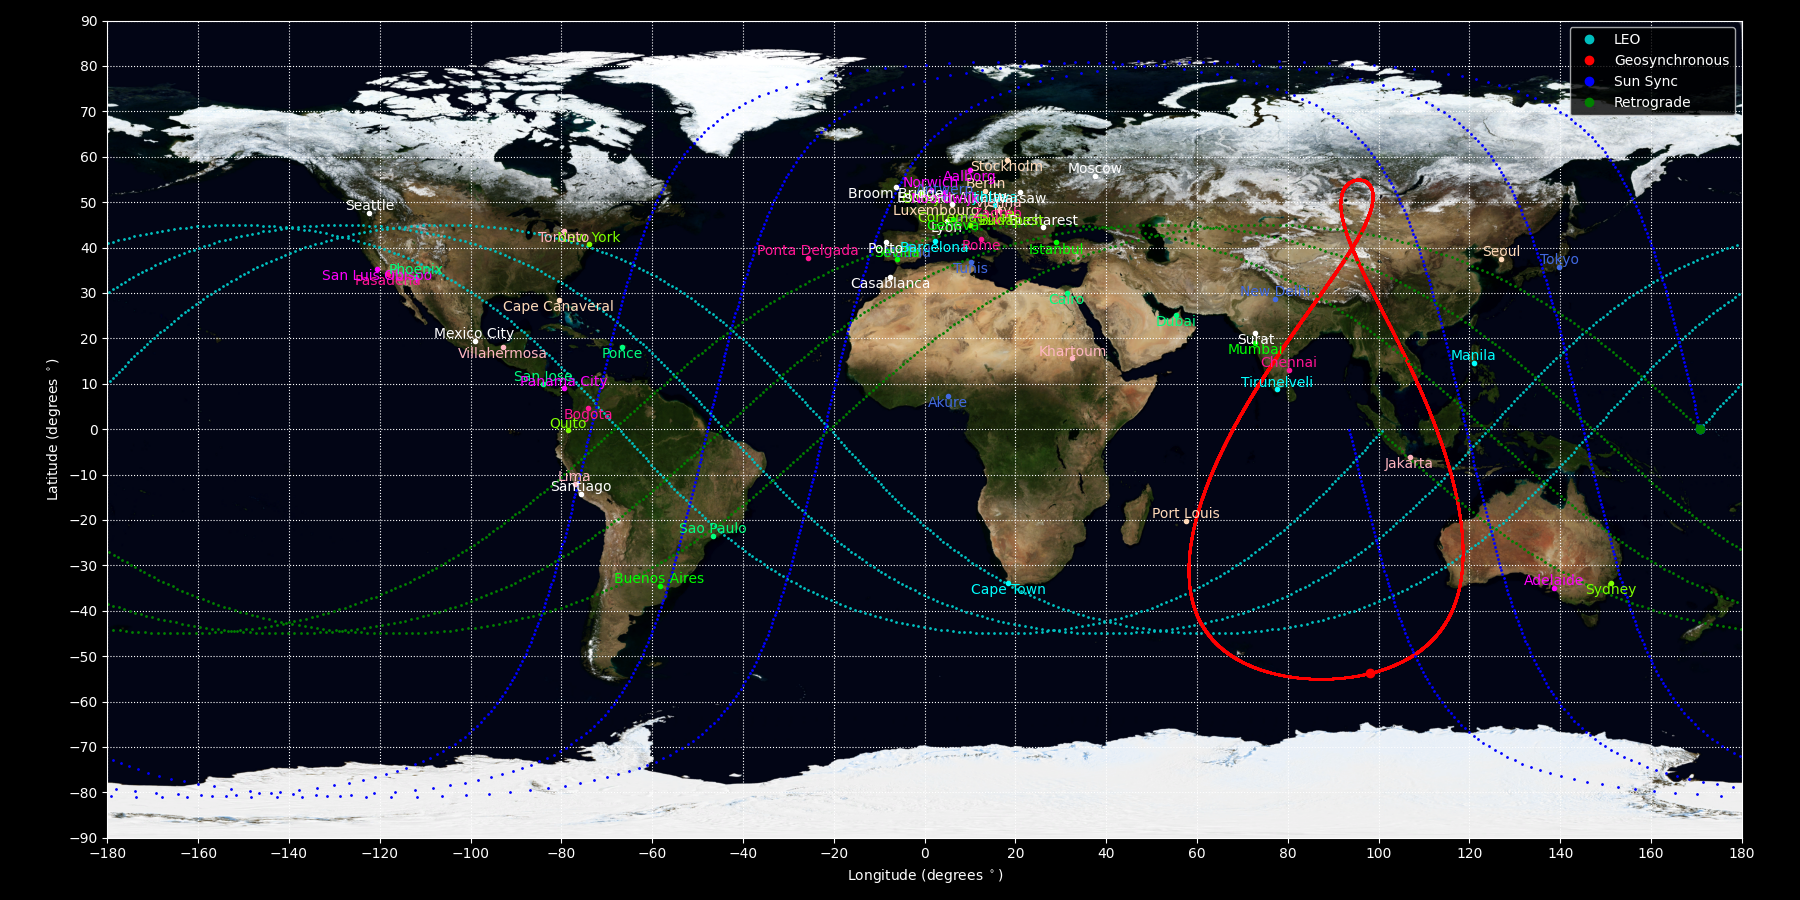 90
80
70
60
50
40
30
20
10
0
−10
−20
−30
−40
−50
−60
−70
−80
−90
Latitude (degrees °)
LEO
Geosynchronous
Sun Sync
Retrograde
Stockholm
Moscow
Aalborg
Norwich
Berlin
Broom Bridge
Warsaw
Seattle
Luxembourg City
Bucharest
Lyon
Toronto
New York
Istanbul
Porto
Barcelona
Rome
Ponta Delgada
Seoul
Tokyo
Tunis
Phoenix
San Luis Obispo
Pasadena
Casablanca
New Delhi
Cairo
Cape Canaveral
Dubai
Mexico City
Surat
Villahermosa
Ponce
Khartoum
Mumbai
Manila
Chennai
San Jose
Panama City
Tirunelveli
Akure
Bogota
Quito
Jakarta
Lima
Santiago
Port Louis
Sao Paulo
Buenos Aires
Cape Town
Adelaide
Sydney
−180
−160
−140
−120
−100
−80
−60
−40
−20
0
20
40
60
80
100
120
140
160
180
Longitude (degrees °)